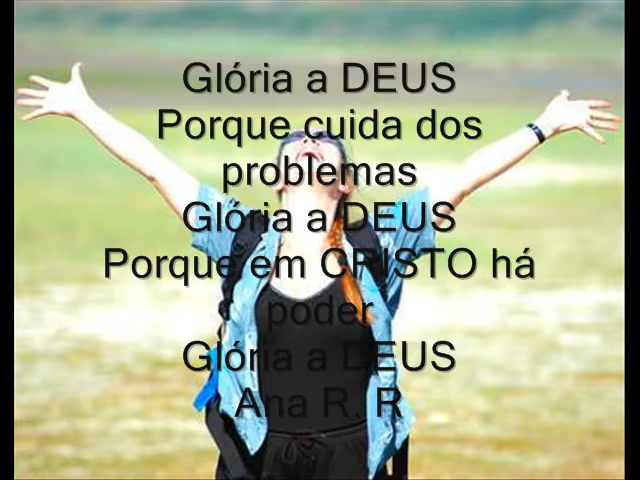 Glória a DEUS
Porque cuida dos
problemas
Glória a DEUS
Porque em CRISTO há
poder
Glória a DEUS
Ana R. R